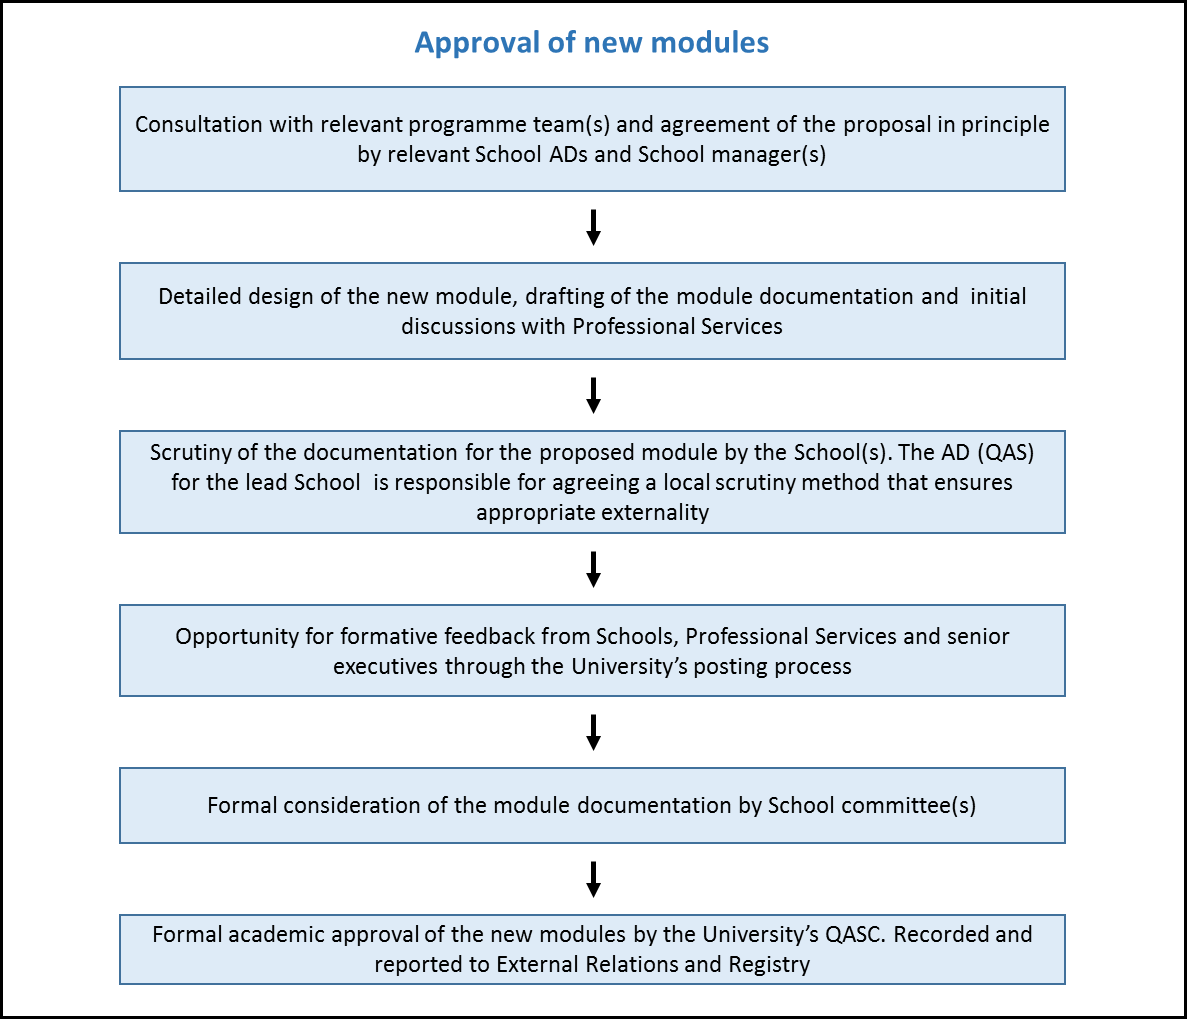 Approval of new modules
Consultation with relevant programme team(s) and agreement of the proposal in principle
by relevant School ADs and School manager(s)
Detailed design of the new module, drafting of the module documentation and  initial
discussions with Professional Services
Scrutiny of the documentation for the proposed module by the School(s). The AD (QAS)
for the lead School  is responsible for agreeing a local scrutiny method that ensures
appropriate externality
Opportunity for formative feedback from Schools, Professional Services and senior
executives through the University’s posting process
Formal consideration of the module documentation by School committee(s)
Formal academic approval of the new modules by the University’s QASC. Recorded and
reported to External Relations and Registry